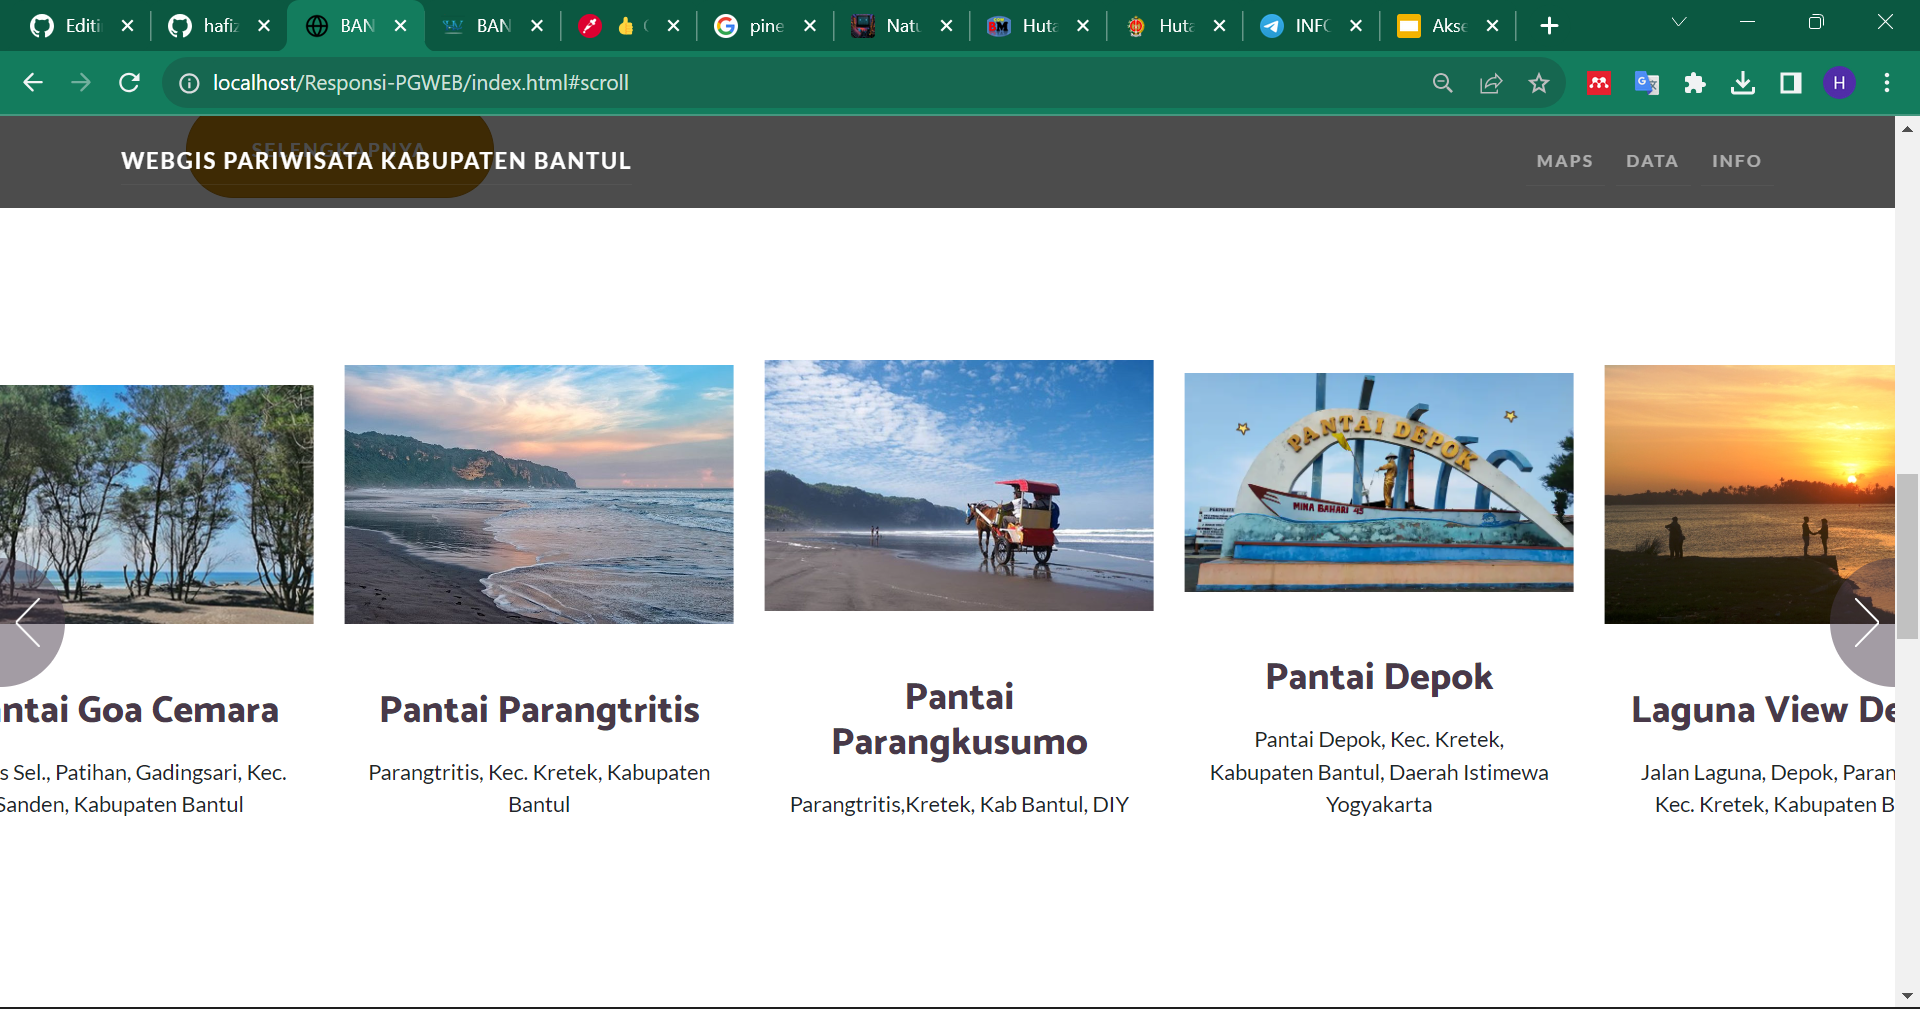 Editi
hafiz
BAN
BAN
pine
Natu
Huta
Huta
INFO
Akse
localhost/Responsi-PGWEB/index.html#scroll
H
SELENGKAPNYA
WEBGIS PARIWISATA KABUPATEN BANTUL
MAPS DATA INFO
PANTAI DEPOK
MINA BAHARI 45
ntai Goa Cemara
s Sel., Patihan, Gadingsari, Kec.
Sanden, Kabupaten Bantul
Pantai Parangtritis
Parangtritis, Kec. Kretek, Kabupaten
Bantul
Pantai
Parangkusumo
Parangtritis,Kretek, Kab Bantul, DIY
Pantai Depok
Pantai Depok, Kec. Kretek,
Kabupaten Bantul, Daerah Istimewa
Yogyakarta
Laguna View De
Jalan Laguna, Depok, Paran
Kec. Kretek, Kabupaten B